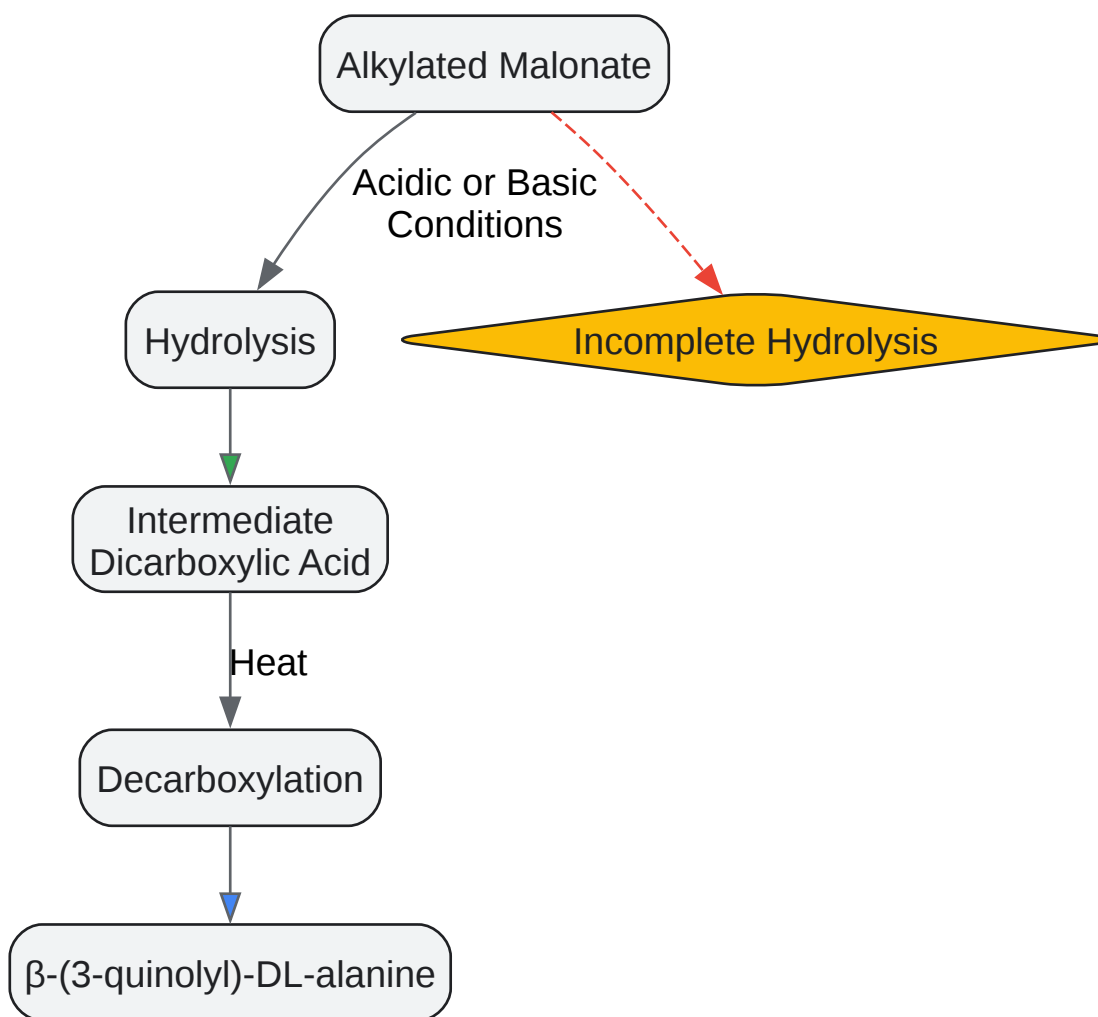 Alkylated Malonate
Acidic or Basic
Conditions
Hydrolysis
Incomplete Hydrolysis
Intermediate
Dicarboxylic Acid
Heat
Decarboxylation
β-(3-quinolyl)-DL-alanine